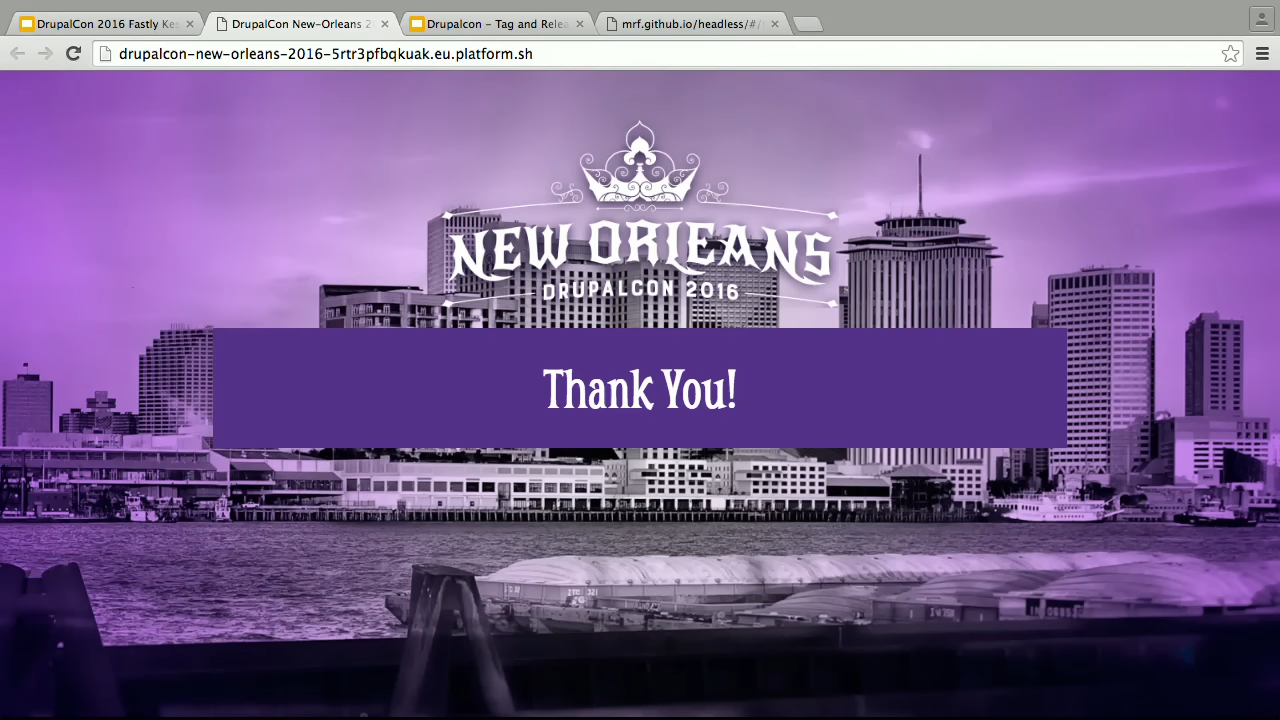 DrupalCon 2016 Fastly Ke
DrupalCon New-Orleans 2
Drupalcon – Tag and Relea
mrf.github.io/headless/#/
drupalcon-new-orleans-2016-5rtr3pfbqkuak.eu.platform.sh
NEW ORLEANS
DRUPALCON 2016
Thank You!